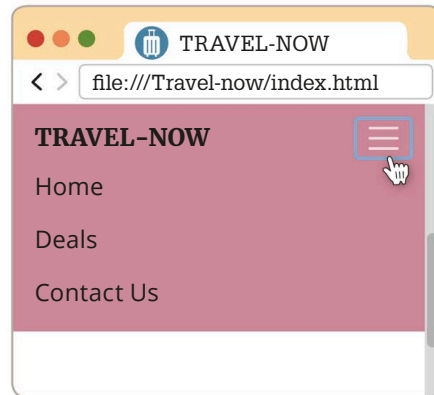 TRAVEL-NOW
file:///Travel-now/index.html
TRAVEL-NOW
Home
Deals
Contact Us